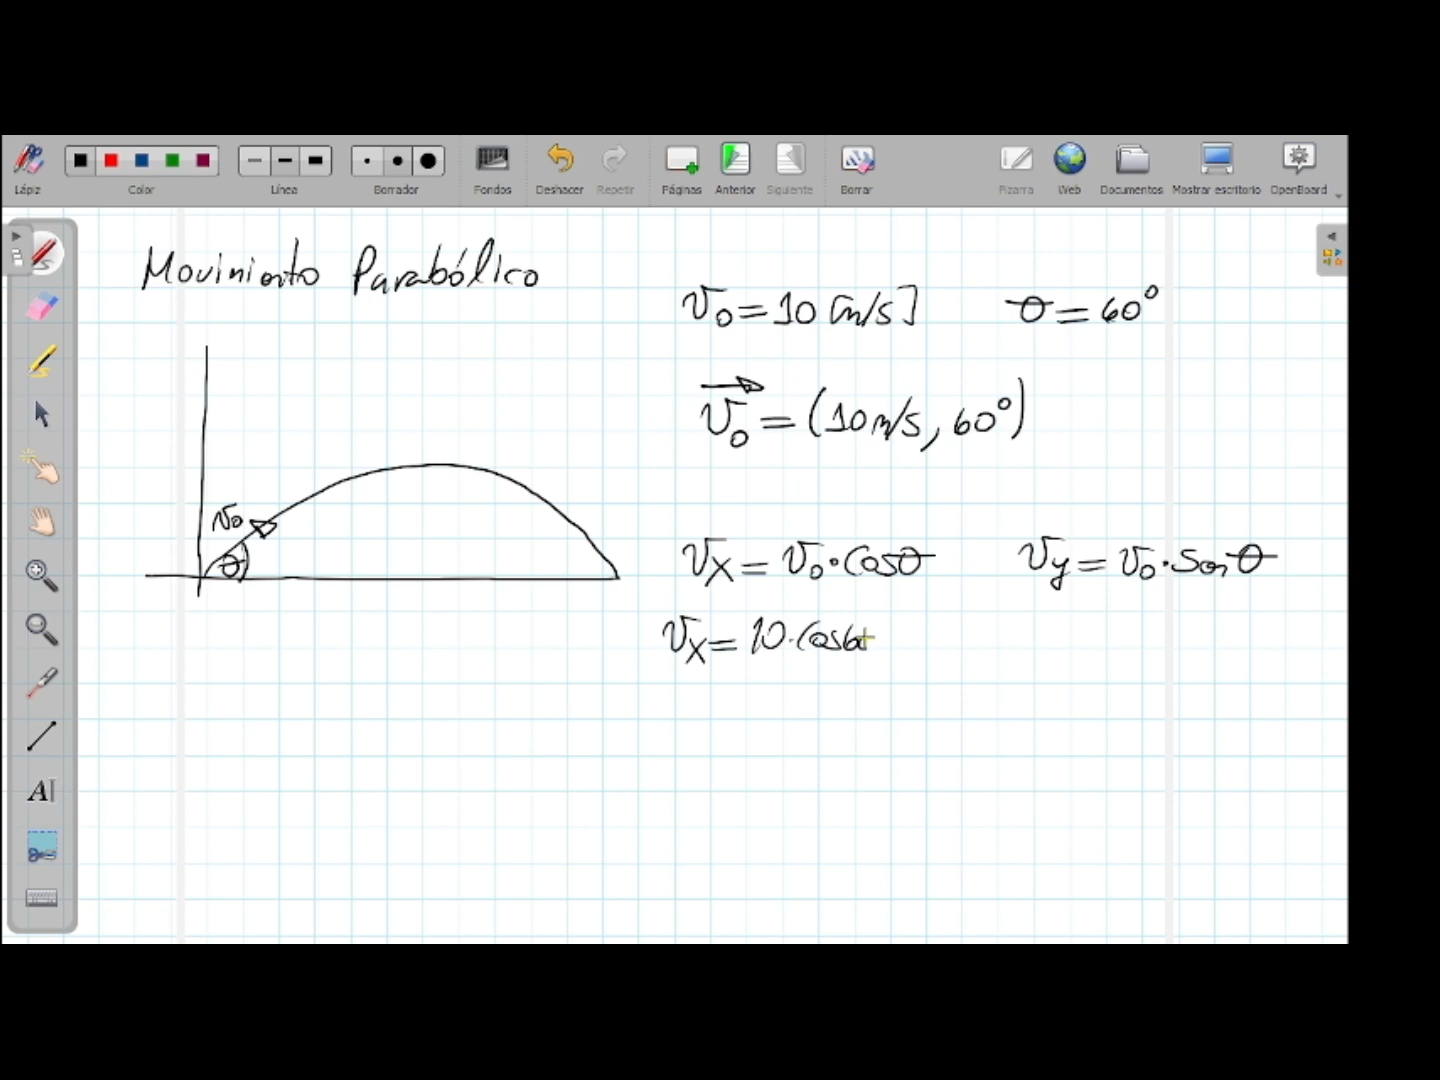 Lápiz Color Línea Borrador Fondos Deshacer Repetir Páginas Anterior Siguiente Borrar Pizarra Web Documentos Mostrar escritorio OpenBoard
Movimiento Parabólico
v₀ = 10 [m/s] θ = 60°
v₀ = (10 m/s, 60°)
v₀
θ
vx = v₀ · Cosθ vy = v₀ · Senθ
vx = 10 · Cos60
A